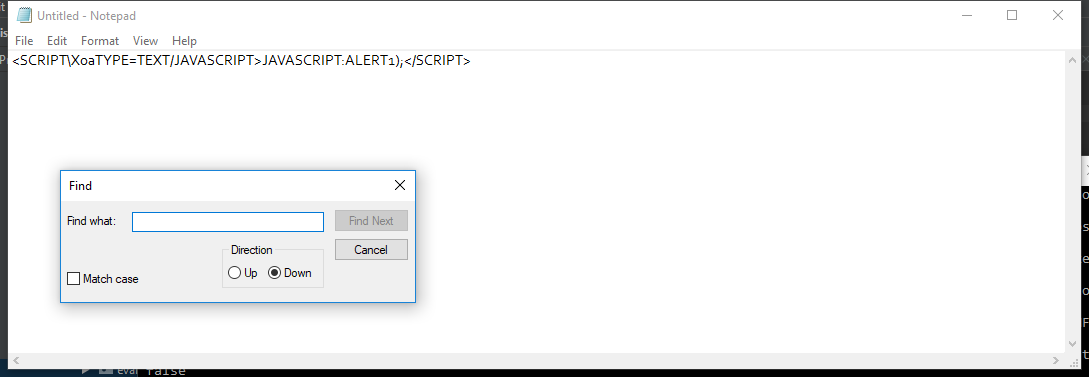 Untitled - Notepad
File Edit Format View Help
<SCRIPT\XoaTYPE=TEXT/JAVASCRIPT>JAVASCRIPT:ALERT1);</SCRIPT>
Find
Find what: Find Next
Direction Cancel
Up Down
Match case
eval false